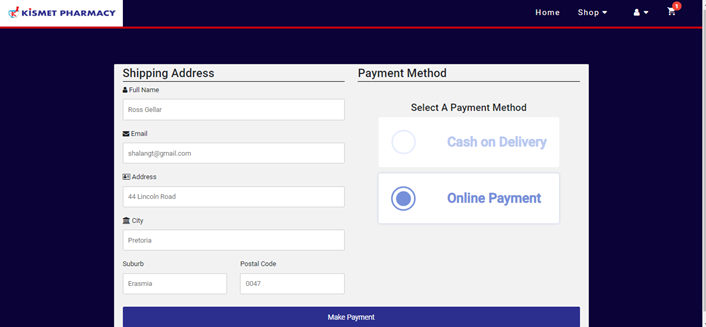 KISMET PHARMACY
Home Shop
1
Shipping Address
Full Name
Ross Gellar
Email
shalangt@gmail.com
Address
44 Lincoln Road
City
Pretoria
Suburb Postal Code
Erasmia 0047
Payment Method
Select A Payment Method
Cash on Delivery
Online Payment
Make Payment